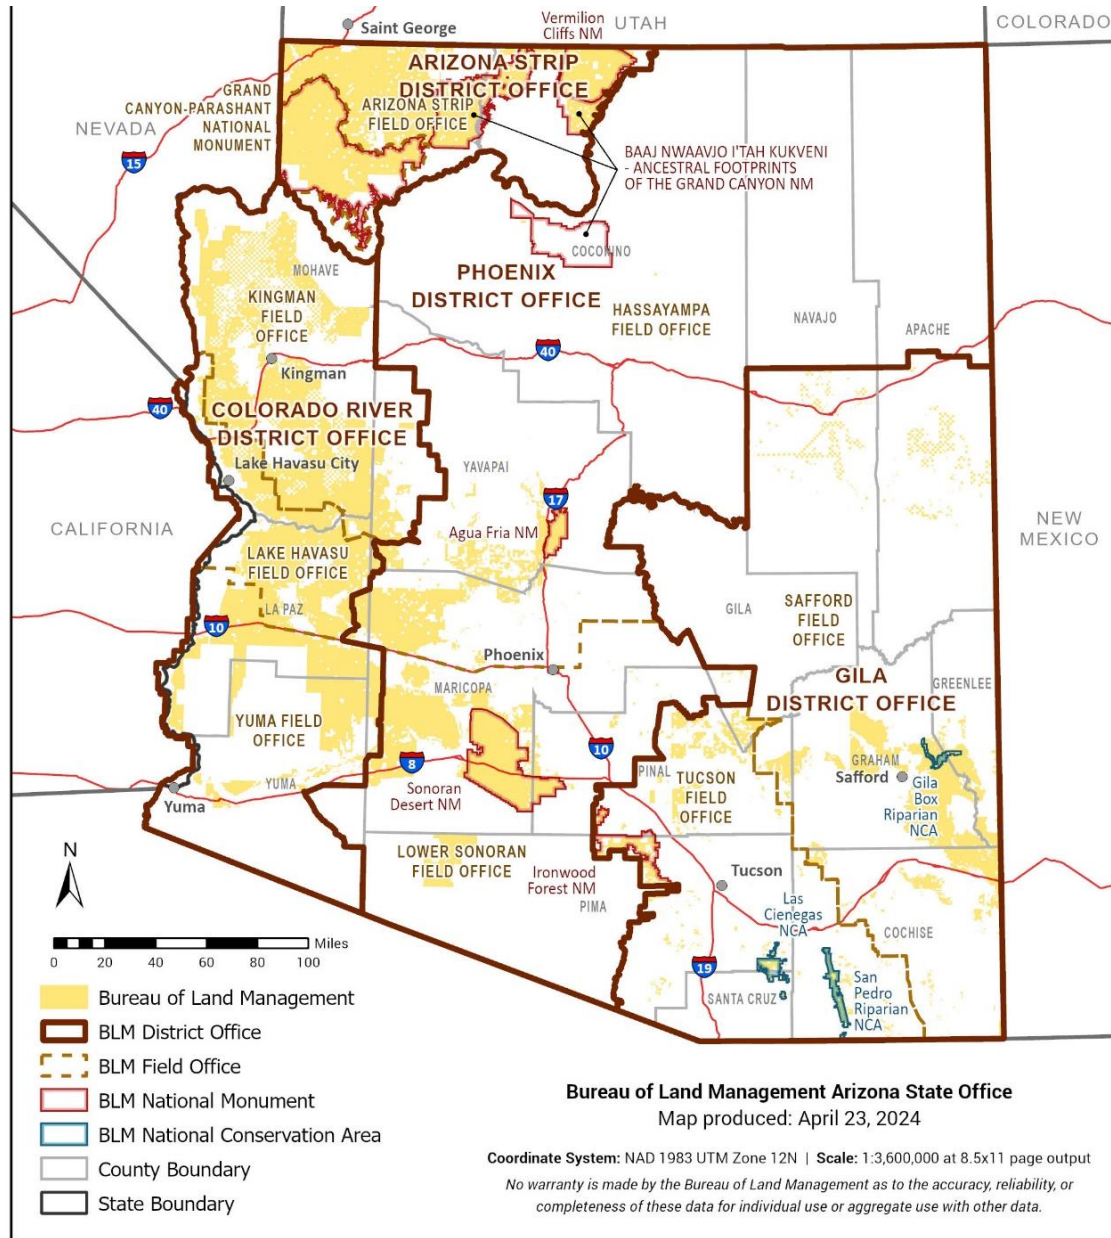 Vermilion
Cliffs NM
UTAH
COLORADO
Saint George
ARIZONA STRIP
DISTRICT OFFICE
GRAND
CANYON-PARASHANT
NATIONAL
MONUMENT
ARIZONA STRIP
FIELD OFFICE
NEVADA
15
BAAJ NWAAVJO I'TAH KUKVENI
- ANCESTRAL FOOTPRINTS
OF THE GRAND CANYON NM
COCONINO
MOHAVE
PHOENIX
DISTRICT OFFICE
KINGMAN
FIELD
OFFICE
HASSAYAMPA
FIELD OFFICE
NAVAJO
APACHE
40
Kingman
40
COLORADO RIVER
DISTRICT OFFICE
Lake Havasu City
YAVAPAI
17
CALIFORNIA
Agua Fria NM
NEW
MEXICO
LAKE HAVASU
FIELD OFFICE
LA PAZ
GILA
SAFFORD
FIELD
OFFICE
10
Phoenix
GILA
DISTRICT OFFICE
MARICOPA
GREENLEE
YUMA FIELD
OFFICE
10
8
GRAHAM
Safford
PINAL
TUCSON
FIELD
OFFICE
YUMA
Yuma
Sonoran
Desert NM
Gila
Box
Riparian
NCA
LOWER SONORAN
FIELD OFFICE
Ironwood
Forest NM
PIMA
Tucson
Las
Cienegas
NCA
COCHISE
19
SANTA CRUZ
San
Pedro
Riparian
NCA
N
Miles
0 20 40 60 80 100
Bureau of Land Management
BLM District Office
BLM Field Office
BLM National Monument
BLM National Conservation Area
County Boundary
State Boundary
Bureau of Land Management Arizona State Office
Map produced: April 23, 2024
Coordinate System: NAD 1983 UTM Zone 12N | Scale: 1:3,600,000 at 8.5x11 page output
No warranty is made by the Bureau of Land Management as to the accuracy, reliability, or
completeness of these data for individual use or aggregate use with other data.